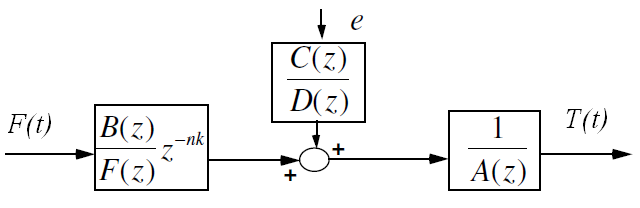 e
C(z)
D(z)
F(t)
B(z)
F(z)
z^{-nk}
+
+
1
A(z)
T(t)